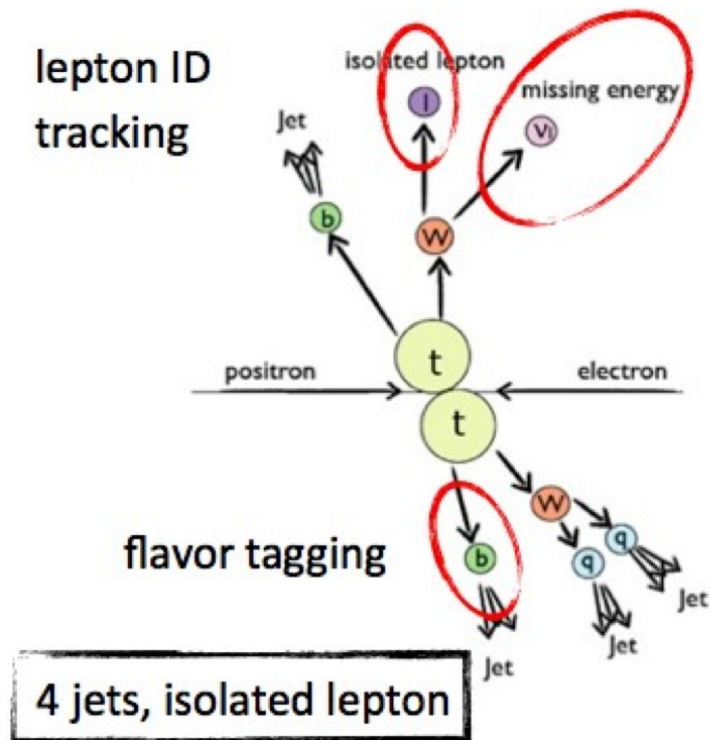 lepton ID
tracking
isolated lepton
l
missing energy
νl
Jet
b
W
t
positron
electron
t
W
flavor tagging
b
q
q
Jet
Jet
Jet
4 jets, isolated lepton